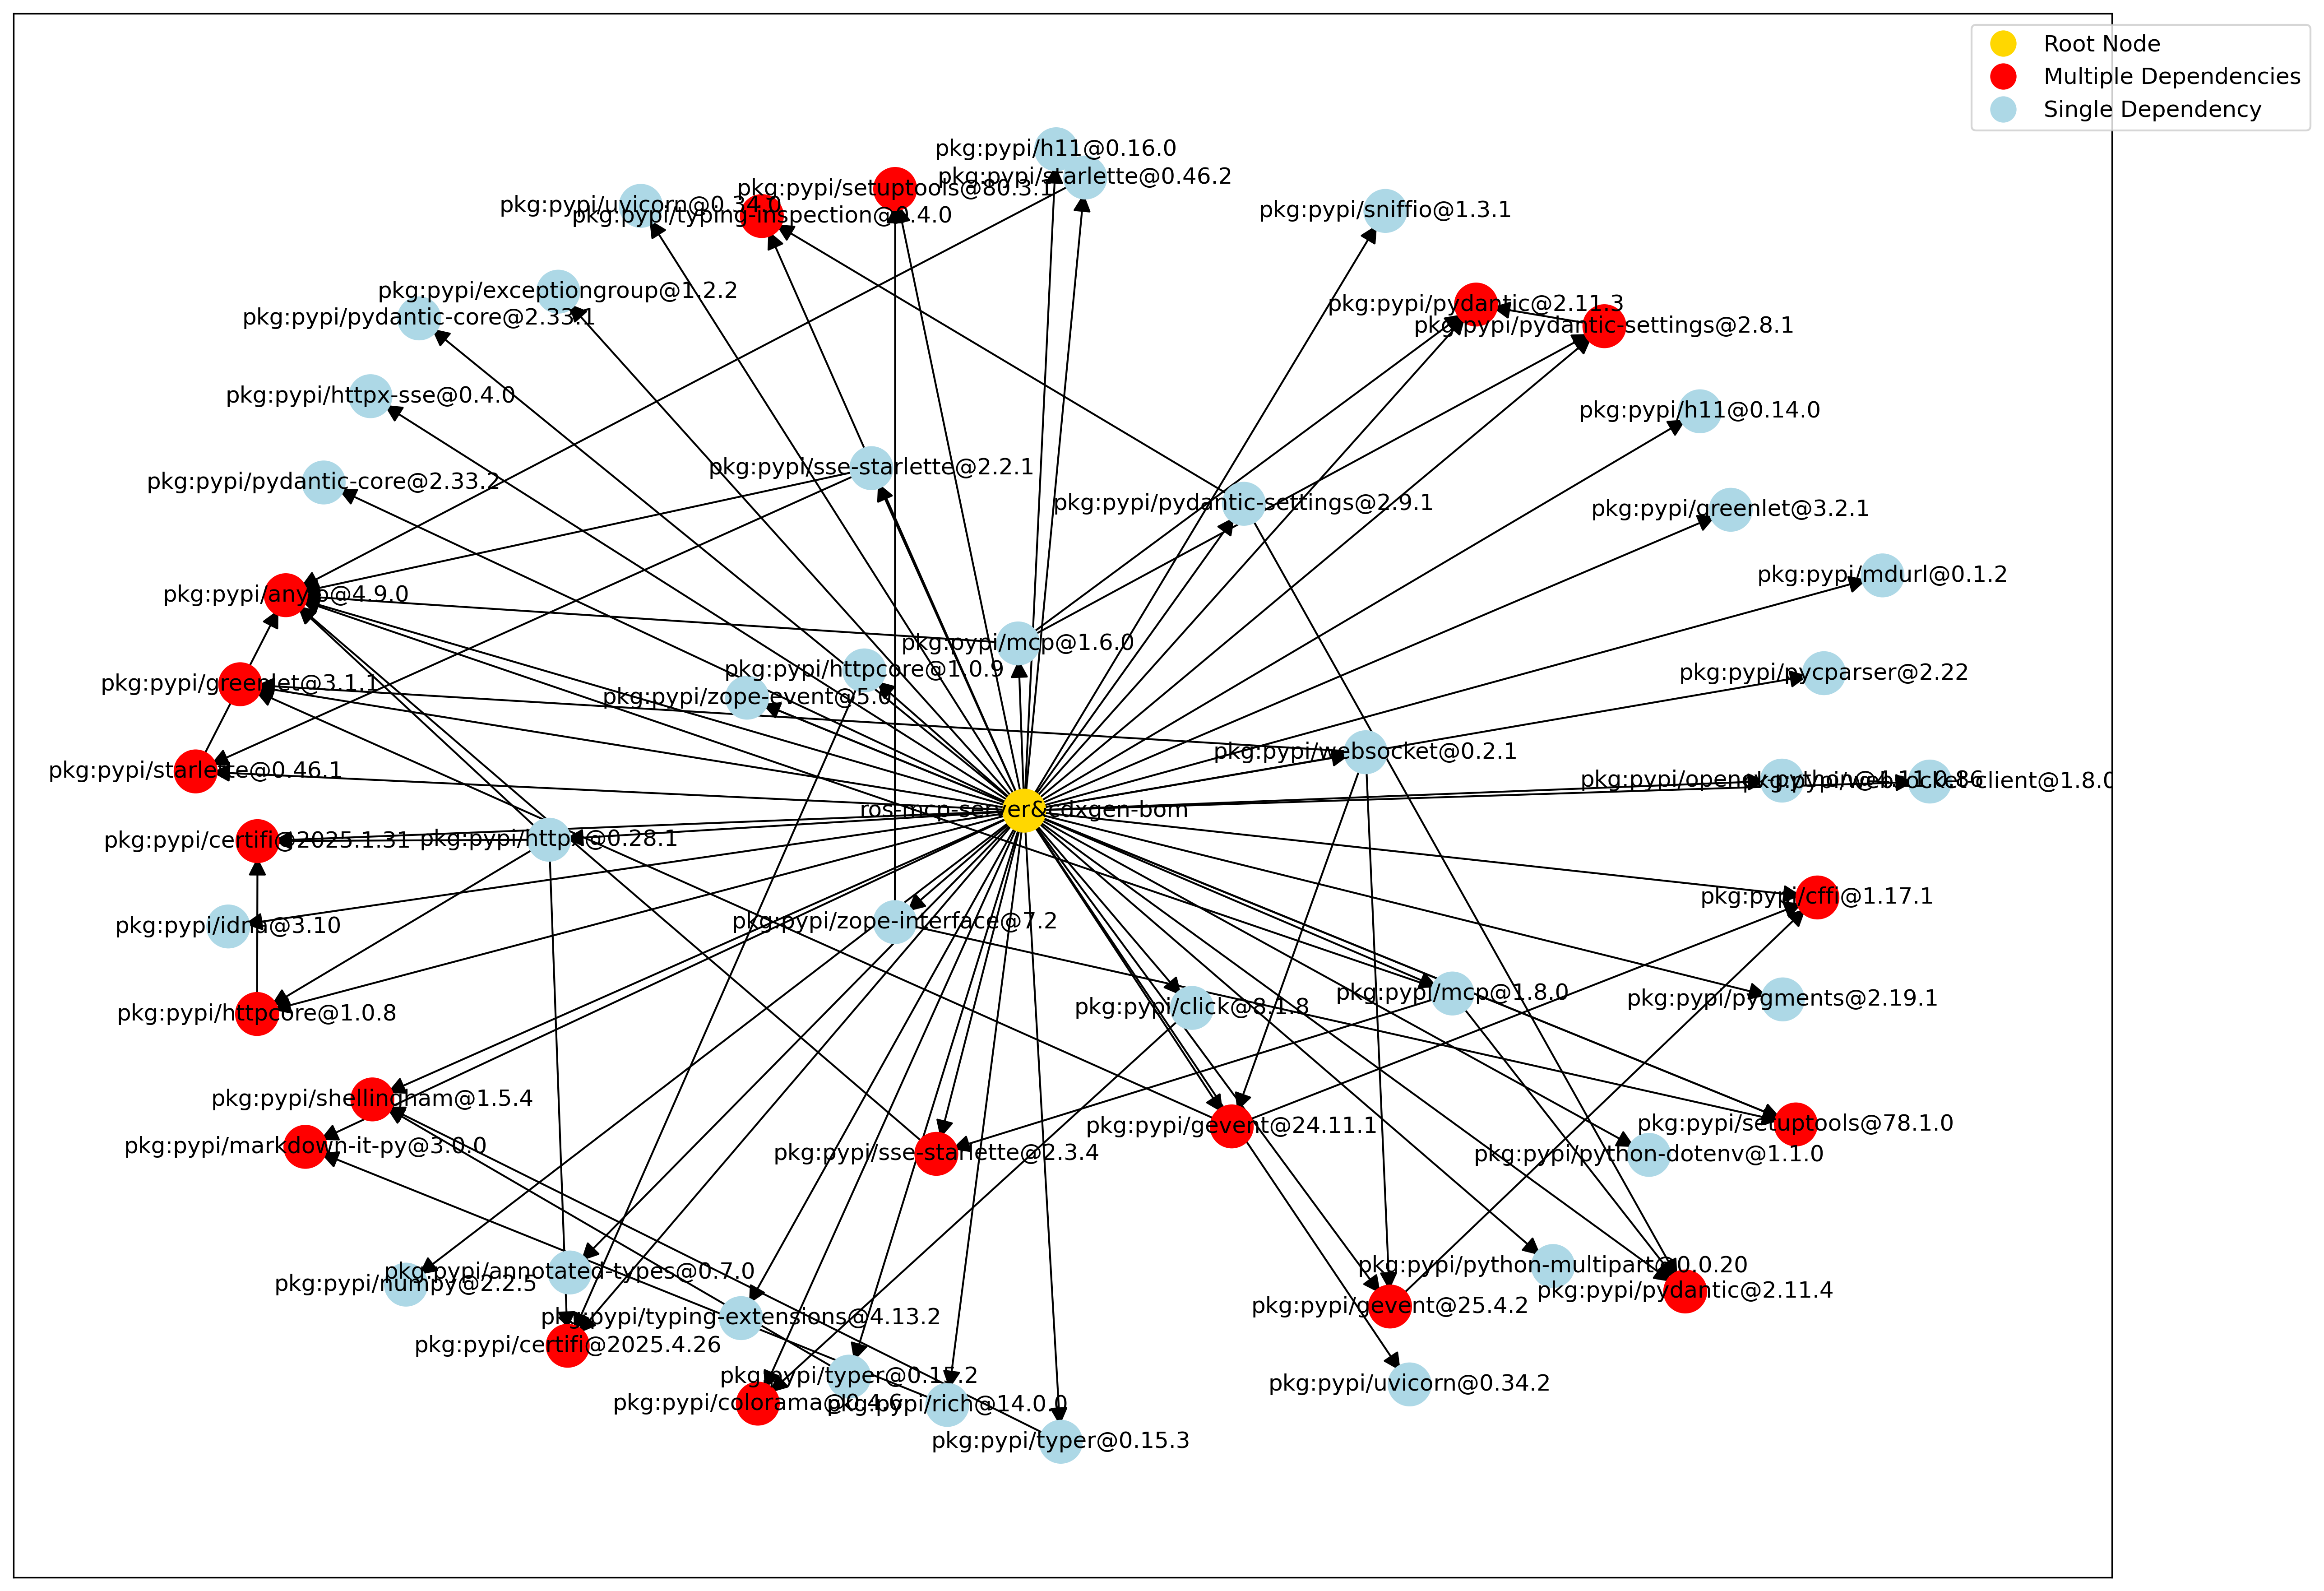 Root Node
Multiple Dependencies
Single Dependency
pkg:pypi/h11@0.16.0
pkg:pypi/starlette@0.46.2
pkg:pypi/setuptools@80.3.1
pkg:pypi/uvicorn@0.34.0
pkg:pypi/typing-inspection@0.4.0
pkg:pypi/sniffio@1.3.1
pkg:pypi/exceptiongroup@1.2.2
pkg:pypi/pydantic-core@2.33.1
pkg:pypi/pydantic@2.11.3
pkg:pypi/pydantic-settings@2.8.1
pkg:pypi/httpx-sse@0.4.0
pkg:pypi/h11@0.14.0
pkg:pypi/sse-starlette@2.2.1
pkg:pypi/pydantic-core@2.33.2
pkg:pypi/pydantic-settings@2.9.1
pkg:pypi/greenlet@3.2.1
pkg:pypi/mdurl@0.1.2
pkg:pypi/anyio@4.9.0
pkg:pypi/mcp@1.6.0
pkg:pypi/httpcore@1.0.9
pkg:pypi/pycparser@2.22
pkg:pypi/greenlet@3.1.1
pkg:pypi/zope-event@5.0
pkg:pypi/websocket@0.2.1
pkg:pypi/starlette@0.46.1
pkg:pypi/opencv-python@4.11.0.86
pkg:pypi/websocket-client@1.8.0
ros-mcp-server&cdxgen-bom
pkg:pypi/certifi@2025.1.31
pkg:pypi/httpx@0.28.1
pkg:pypi/cffi@1.17.1
pkg:pypi/idna@3.10
pkg:pypi/zope-interface@7.2
pkg:pypi/mcp@1.8.0
pkg:pypi/pygments@2.19.1
pkg:pypi/click@8.1.8
pkg:pypi/httpcore@1.0.8
pkg:pypi/shellingham@1.5.4
pkg:pypi/gevent@24.11.1
pkg:pypi/setuptools@78.1.0
pkg:pypi/markdown-it-py@3.0.0
pkg:pypi/sse-starlette@2.3.4
pkg:pypi/python-dotenv@1.1.0
pkg:pypi/python-multipart@0.0.20
pkg:pypi/annotated-types@0.7.0
pkg:pypi/numpy@2.2.5
pkg:pypi/pydantic@2.11.4
pkg:pypi/gevent@25.4.2
pkg:pypi/typing-extensions@4.13.2
pkg:pypi/certifi@2025.4.26
pkg:pypi/typer@0.15.2
pkg:pypi/uvicorn@0.34.2
pkg:pypi/colorama@0.4.6
pkg:pypi/rich@14.0.0
pkg:pypi/typer@0.15.3